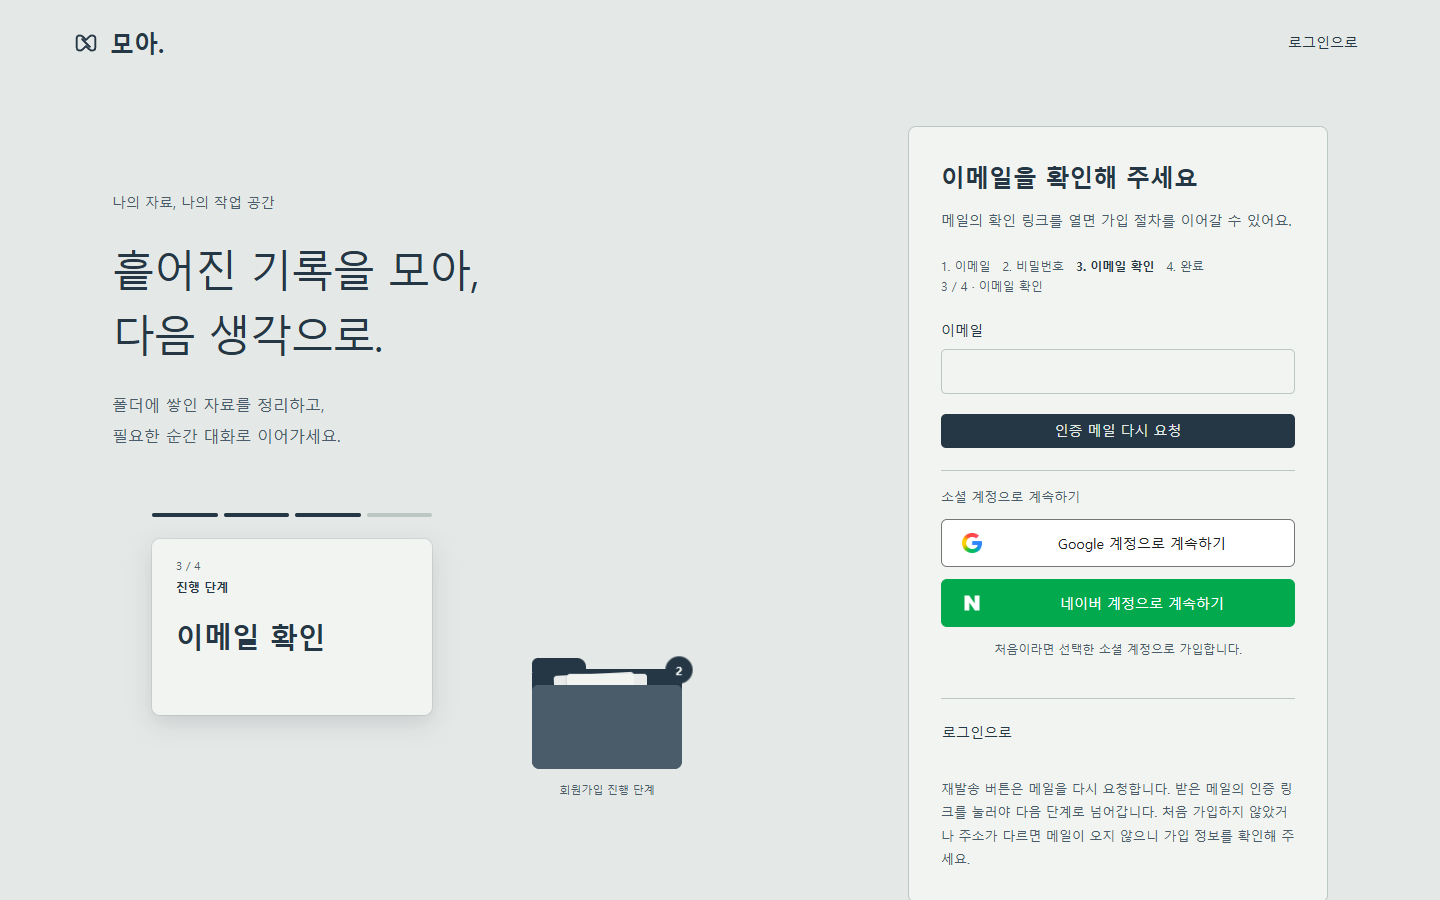 모아.
로그인으로
나의 자료, 나의 작업 공간
흩어진 기록을 모아,
다음 생각으로.
폴더에 쌓인 자료를 정리하고,
필요한 순간 대화로 이어가세요.
3 / 4
진행 단계
이메일 확인
2
회원가입 진행 단계
이메일을 확인해 주세요
메일의 확인 링크를 열면 가입 절차를 이어갈 수 있어요.
1. 이메일 2. 비밀번호 3. 이메일 확인 4. 완료
3 / 4 · 이메일 확인
이메일
인증 메일 다시 요청
소셜 계정으로 계속하기
Google 계정으로 계속하기
네이버 계정으로 계속하기
처음이라면 선택한 소셜 계정으로 가입합니다.
로그인으로
재발송 버튼은 메일을 다시 요청합니다. 받은 메일의 인증 링
크를 눌러야 다음 단계로 넘어갑니다. 처음 가입하지 않았거
나 주소가 다르면 메일이 오지 않으니 가입 정보를 확인해 주
세요.